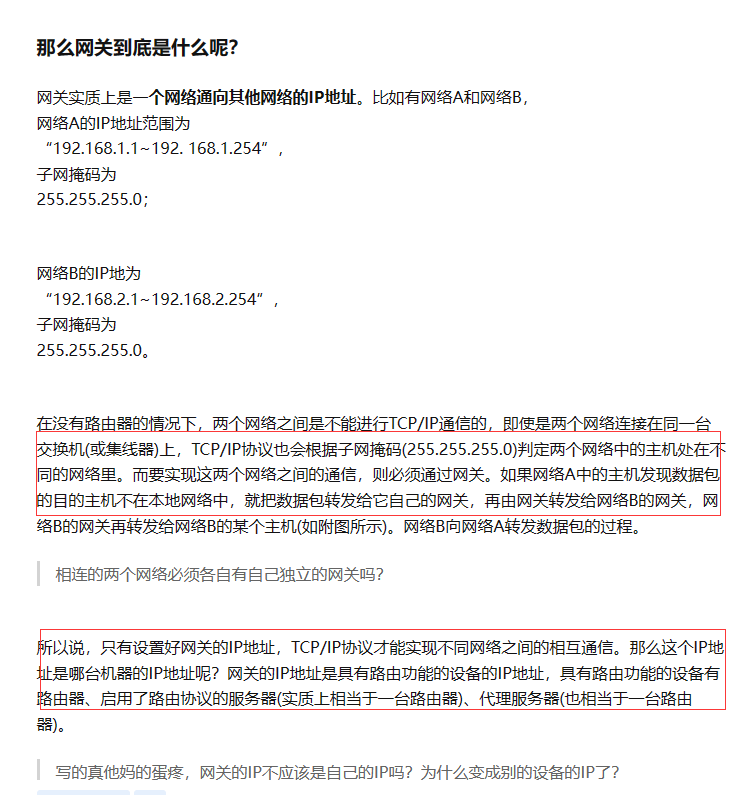 那么网关到底是什么呢？
网关实质上是一个网络通向其他网络的IP地址。比如有网络A和网络B，
网络A的IP地址范围为
“192.168.1.1~192. 168.1.254”，
子网掩码为
255.255.255.0；
网络B的IP地为
“192.168.2.1~192.168.2.254”，
子网掩码为
255.255.255.0。
在没有路由器的情况下，两个网络之间是不能进行TCP/IP通信的，即使是两个网络连接在同一台
交换机(或集线器)上，TCP/IP协议也会根据子网掩码(255.255.255.0)判定两个网络中的主机处在不
同的网络里。而要实现这两个网络之间的通信，则必须通过网关。如果网络A中的主机发现数据包
的目的主机不在本地网络中，就把数据包转发给它自己的网关，再由网关转发给网络B的网关，网
络B的网关再转发给网络B的某个主机(如附图所示)。网络B向网络A转发数据包的过程。
相连的两个网络必须各自有自己独立的网关吗？
所以说，只有设置好网关的IP地址，TCP/IP协议才能实现不同网络之间的相互通信。那么这个IP地
址是哪台机器的IP地址呢？网关的IP地址是具有路由功能的设备的IP地址，具有路由功能的设备有
路由器、启用了路由协议的服务器(实质上相当于一台路由器)、代理服务器(也相当于一台路由
器)。
写的真他妈的蛋疼，网关的IP不应该是自己的IP吗？为什么变成别的设备的IP了？